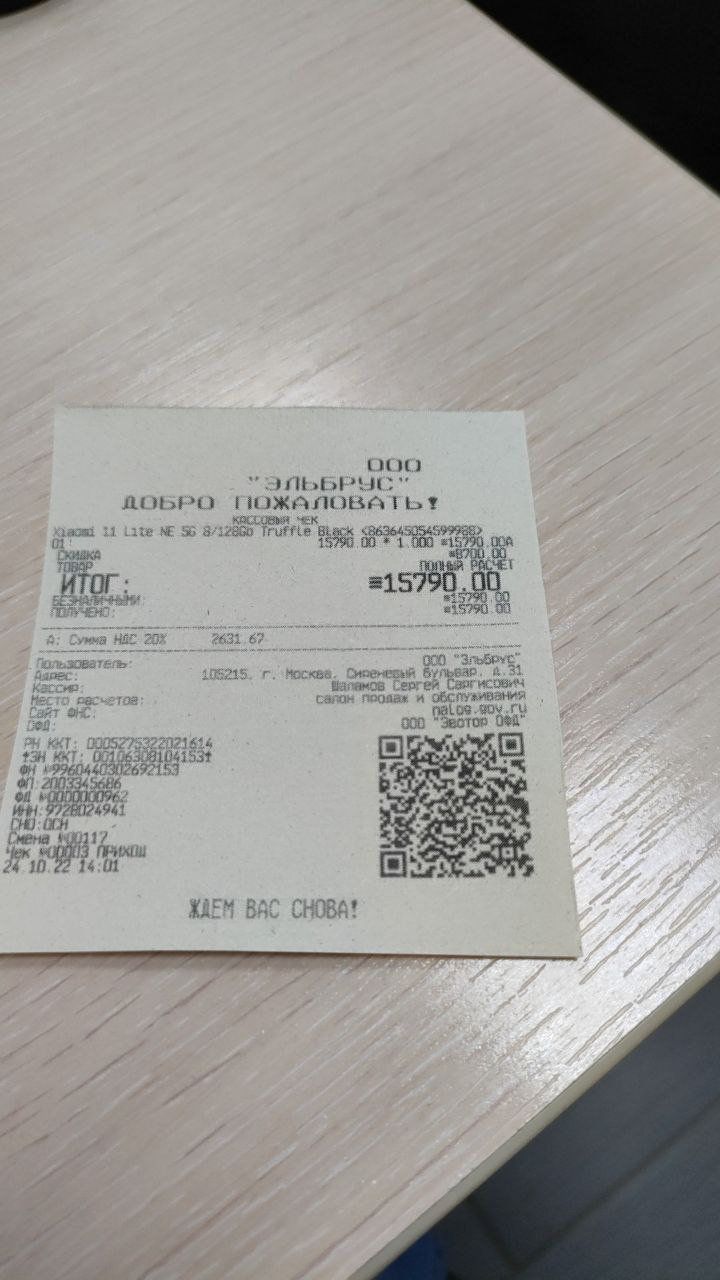 ООО
"ЭЛЬБРУС"
ДОБРО ПОЖАЛОВАТЬ!
КАССОВЫЙ ЧЕК
Xiaomi 11 Lite NE 5G 8/128Gb Truffle Black <863645054599988>
01: 15790.00 * 1.000 ≡15790.00А
СКИДКА ≡8700.00
ТОВАР ПОЛНЫЙ РАСЧЕТ
ИТОГ: ≡15790.00
БЕЗНАЛИЧНЫМИ: ≡15790.00
ПОЛУЧЕНО: ≡15790.00
А: Сумма НДС 20% 2631.67
Пользователь: ООО "Эльбрус"
Адрес: 105215. г. Москва. Сиреневый бульвар. д.31
Кассир: Шаламов Сергей Саргисович
Место расчетов: салон продаж и обслуживания
Сайт ФНС: nalog.gov.ru
ОФД: ООО "Эвотор ОФД"
РН ККТ: 0005275322021614
*ЗН ККТ: 00106308104153*
ФН №9960440302692153
ФП:2003345686
ФД №0000000962
ИНН:9728024941
СНО:ОСН
Смена №00117
Чек №00003 ПРИХОД
24.10.22 14:01
ЖДЕМ ВАС СНОВА!